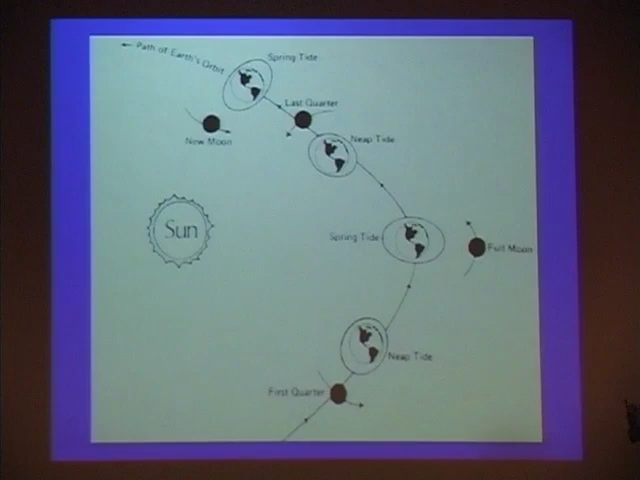 Path of Earth's Orbit
Spring Tide
Last Quarter
New Moon
Neap Tide
Sun
Spring Tide
Full Moon
Neap Tide
First Quarter